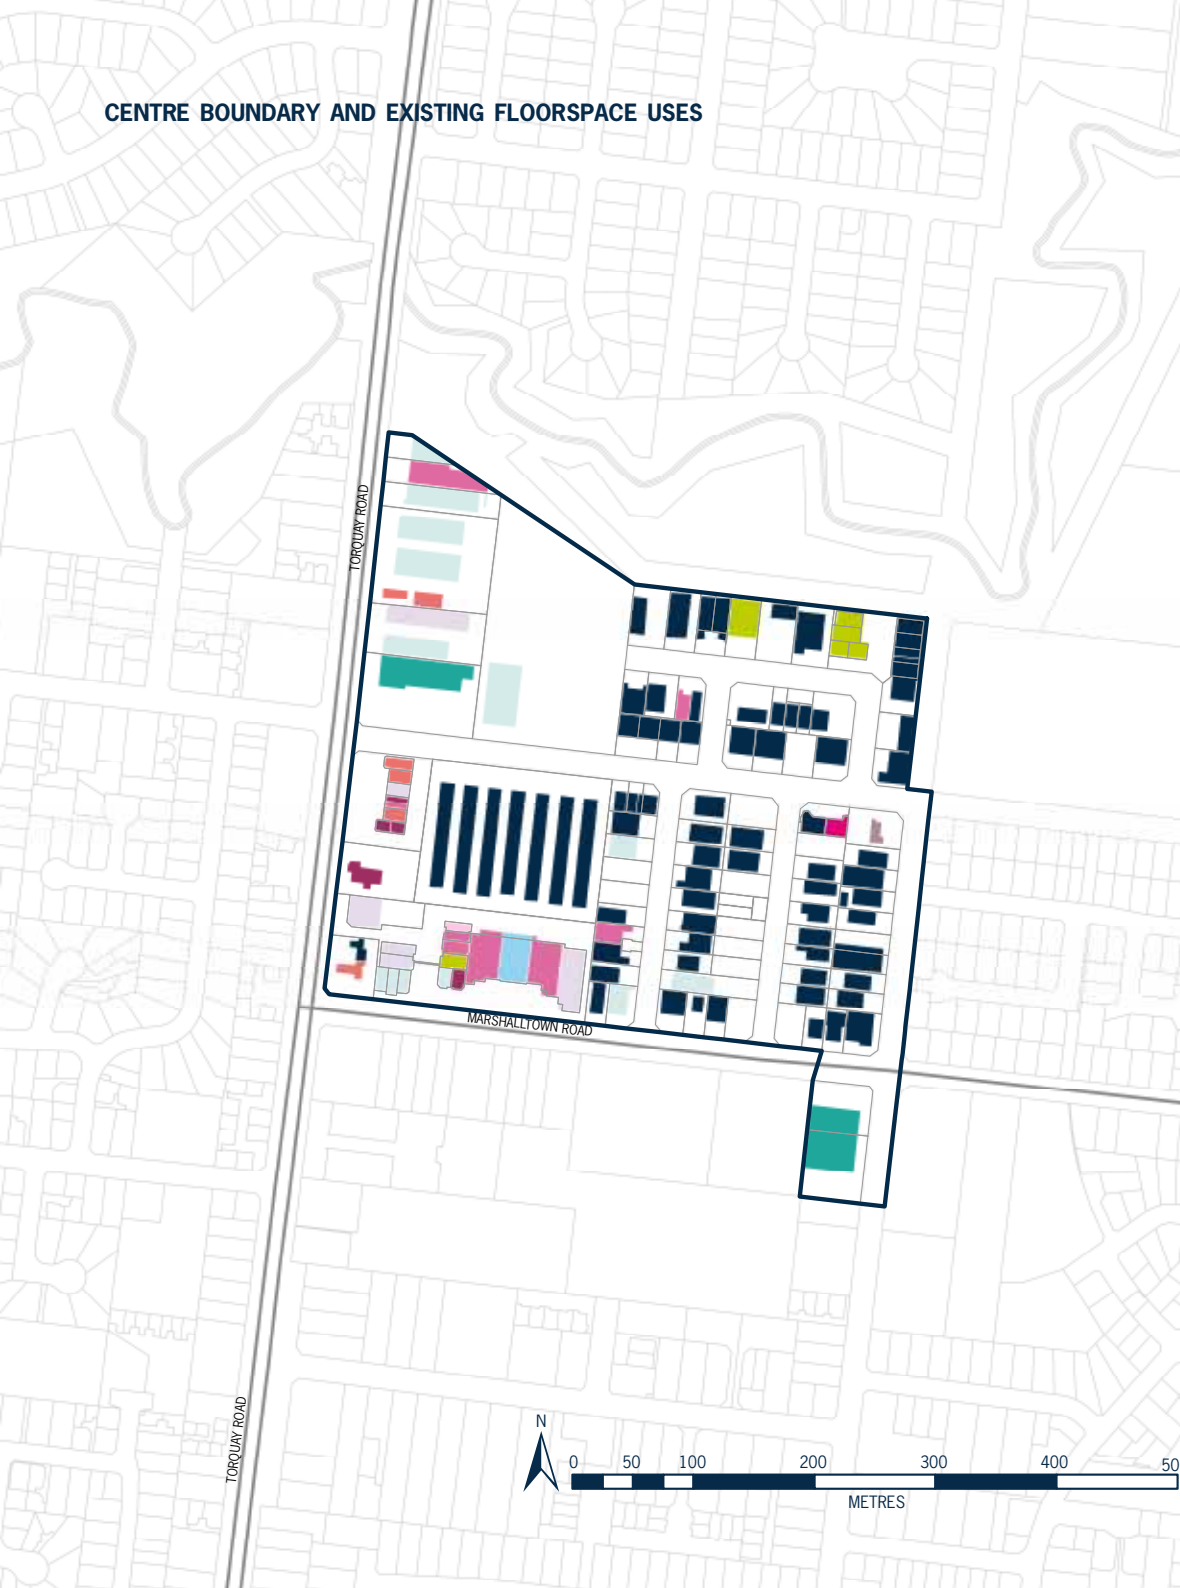 CENTRE BOUNDARY AND EXISTING FLOORSPACE USES
TORQUAY ROAD
MARSHALLTOWN ROAD
TORQUAY ROAD
N
0 50 100 200 300 400 50
METRES